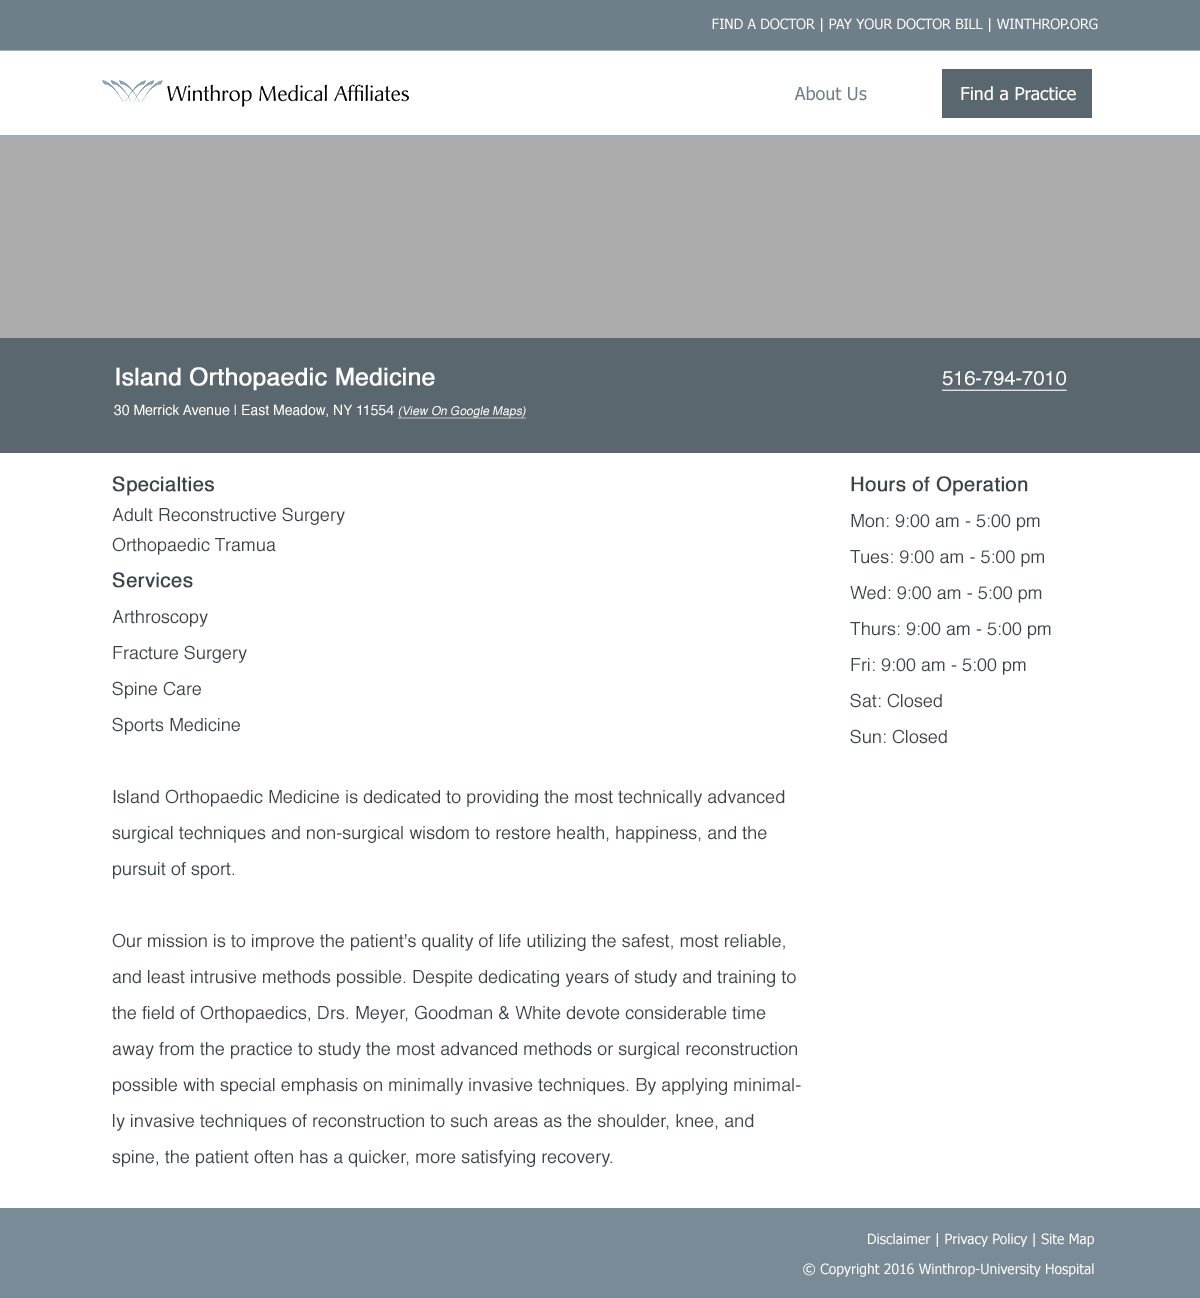 FIND A DOCTOR | PAY YOUR DOCTOR BILL | WINTHROP.ORG
Winthrop Medical Affiliates
About Us
Find a Practice
Island Orthopaedic Medicine
516-794-7010
30 Merrick Avenue | East Meadow, NY 11554 (View On Google Maps)
Specialties
Adult Reconstructive Surgery
Orthopaedic Tramua
Services
Arthroscopy
Fracture Surgery
Spine Care
Sports Medicine
Hours of Operation
Mon: 9:00 am - 5:00 pm
Tues: 9:00 am - 5:00 pm
Wed: 9:00 am - 5:00 pm
Thurs: 9:00 am - 5:00 pm
Fri: 9:00 am - 5:00 pm
Sat: Closed
Sun: Closed
Island Orthopaedic Medicine is dedicated to providing the most technically advanced
surgical techniques and non-surgical wisdom to restore health, happiness, and the
pursuit of sport.
Our mission is to improve the patient's quality of life utilizing the safest, most reliable,
and least intrusive methods possible. Despite dedicating years of study and training to
the field of Orthopaedics, Drs. Meyer, Goodman & White devote considerable time
away from the practice to study the most advanced methods or surgical reconstruction
possible with special emphasis on minimally invasive techniques. By applying minimal-
ly invasive techniques of reconstruction to such areas as the shoulder, knee, and
spine, the patient often has a quicker, more satisfying recovery.
Disclaimer | Privacy Policy | Site Map
© Copyright 2016 Winthrop-University Hospital